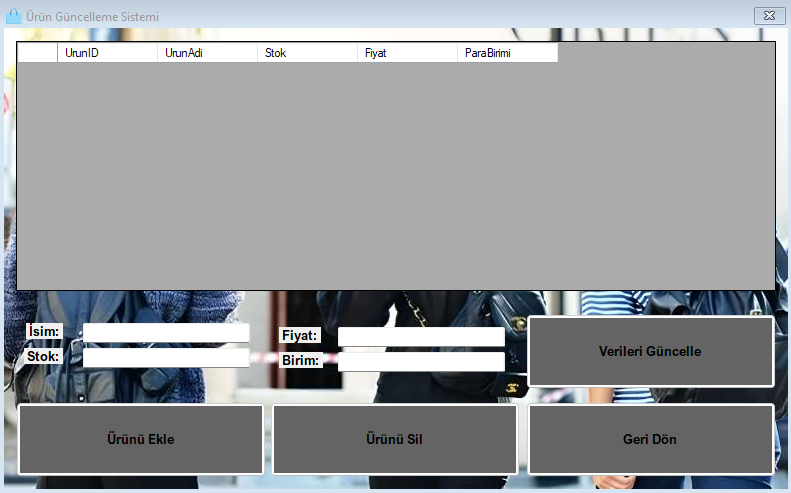 Ürün Güncelleme Sistemi
UrunID UrunAdi Stok Fiyat ParaBirimi
İsim:
Stok:
Fiyat:
Birim:
Verileri Güncelle
Ürünü Ekle
Ürünü Sil
Geri Dön